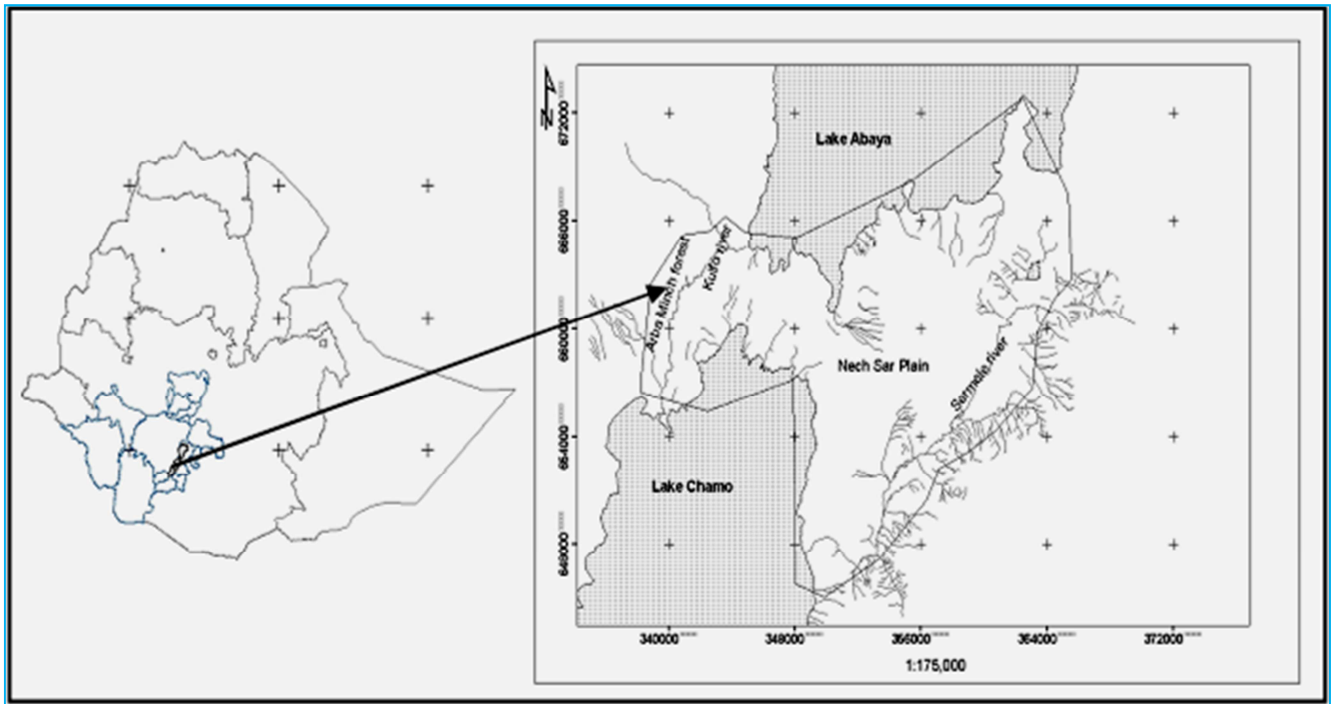 N
672000
Lake Abaya
666000
Arba Minch forest
Kulfo river
660000
Nech Sar Plain
Sermele river
654000
Lake Chamo
648000
340000
348000
356000
364000
372000
1:175,000